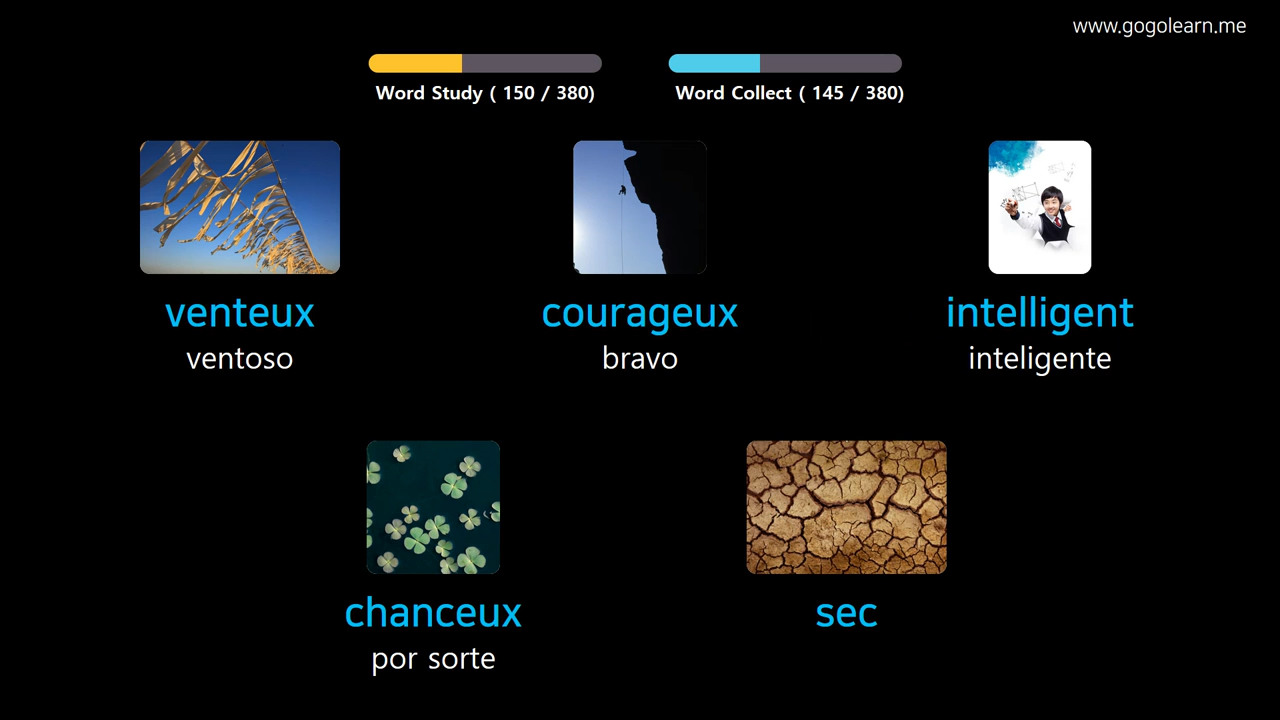 www.gogolearn.me
Word Study ( 150 / 380)
Word Collect ( 145 / 380)
venteux
ventoso
courageux
bravo
intelligent
inteligente
chanceux
por sorte
sec